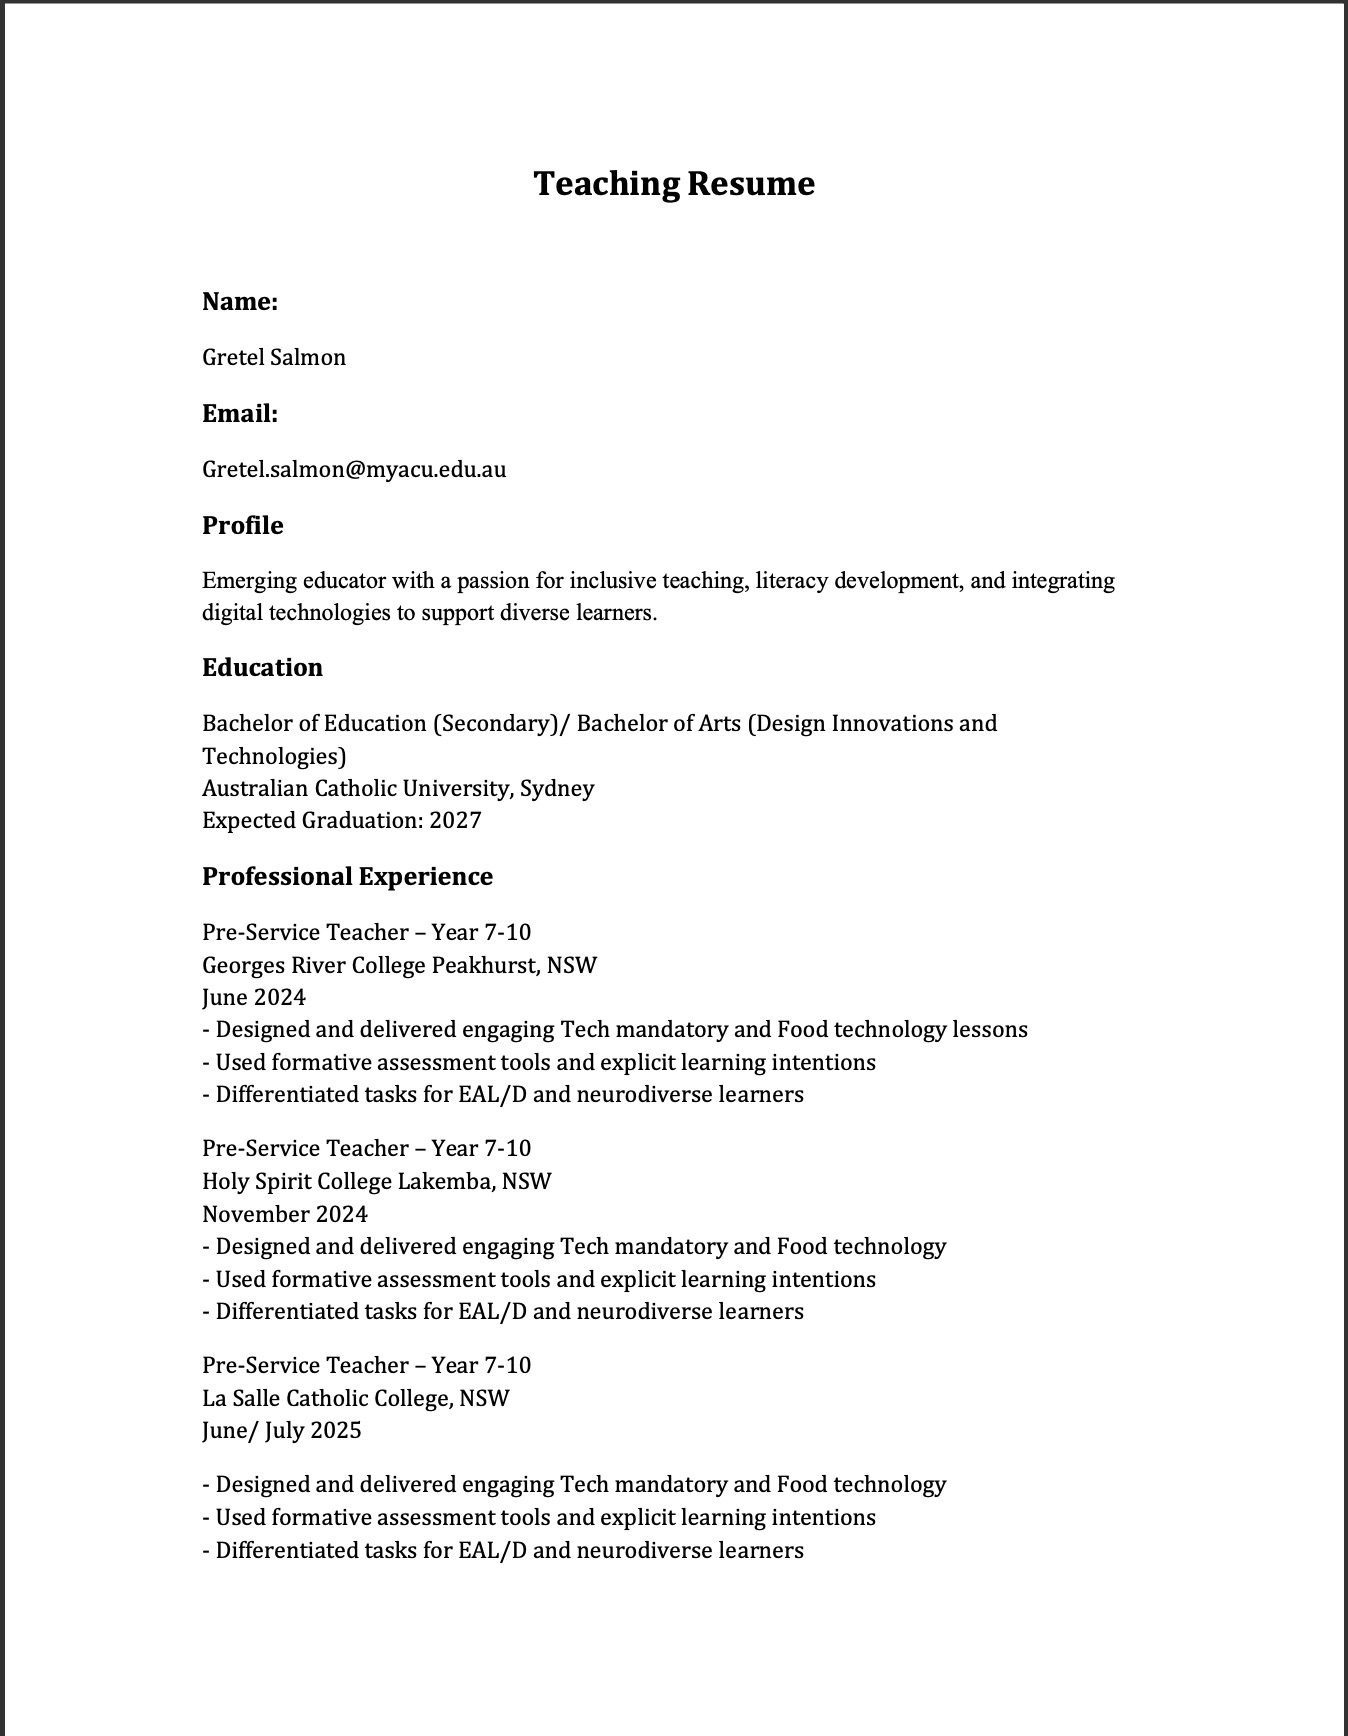 Teaching Resume
Name:
Gretel Salmon
Email:
Gretel.salmon@myacu.edu.au
Profile
Emerging educator with a passion for inclusive teaching, literacy development, and integrating
digital technologies to support diverse learners.
Education
Bachelor of Education (Secondary)/ Bachelor of Arts (Design Innovations and
Technologies)
Australian Catholic University, Sydney
Expected Graduation: 2027
Professional Experience
Pre-Service Teacher – Year 7-10
Georges River College Peakhurst, NSW
June 2024
- Designed and delivered engaging Tech mandatory and Food technology lessons
- Used formative assessment tools and explicit learning intentions
- Differentiated tasks for EAL/D and neurodiverse learners
Pre-Service Teacher – Year 7-10
Holy Spirit College Lakemba, NSW
November 2024
- Designed and delivered engaging Tech mandatory and Food technology
- Used formative assessment tools and explicit learning intentions
- Differentiated tasks for EAL/D and neurodiverse learners
Pre-Service Teacher – Year 7-10
La Salle Catholic College, NSW
June/ July 2025
- Designed and delivered engaging Tech mandatory and Food technology
- Used formative assessment tools and explicit learning intentions
- Differentiated tasks for EAL/D and neurodiverse learners